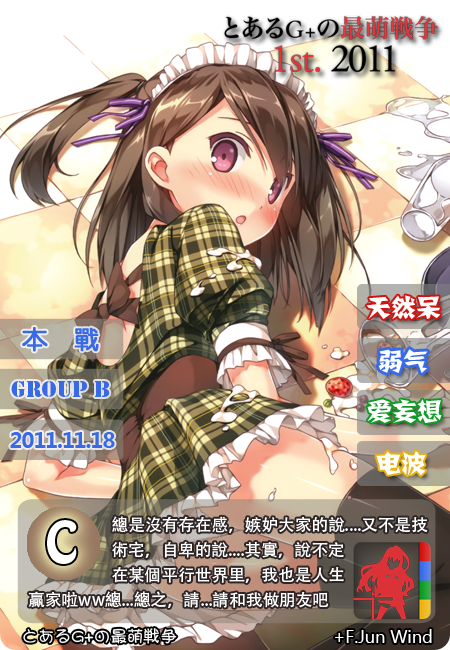 とあるG+の最萌戦争
1st. 2011
天然呆
本 戰
弱气
GROUP B
爱妄想
2011.11.18
电波
C
總是沒有存在感，嫉妒大家的說....又不是技
術宅，自卑的說....其實，說不定
在某個平行世界里，我也是人生
贏家啦ww總...總之，請...請和我做朋友吧
とあるG+の最萌戦争
+F.Jun Wind